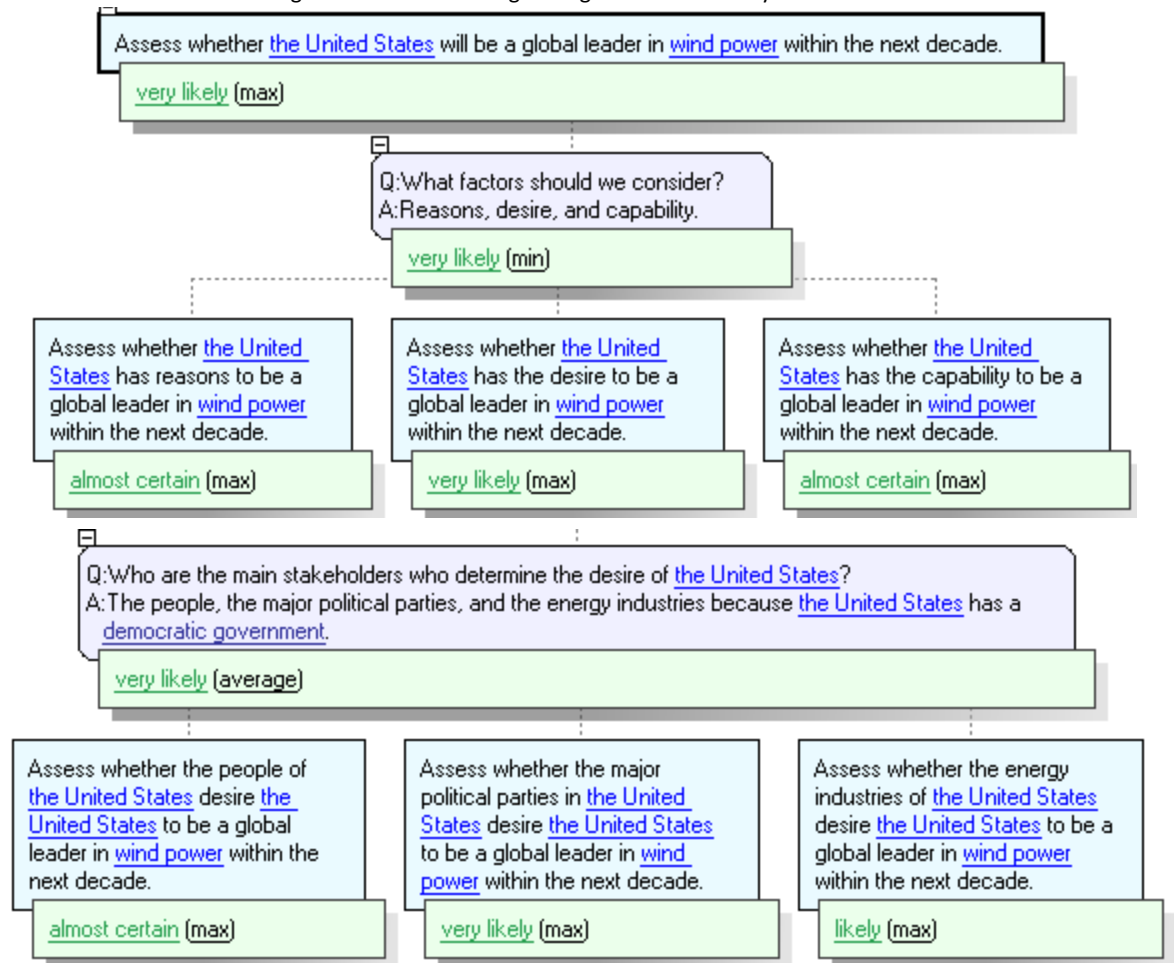 Assess whether the United States will be a global leader in wind power within the next decade.
very likely (max)
Q:What factors should we consider?
A:Reasons, desire, and capability.
very likely (min)
Assess whether the United
States has reasons to be a
global leader in wind power
within the next decade.
almost certain (max)
Assess whether the United
States has the desire to be a
global leader in wind power
within the next decade.
very likely (max)
Assess whether the United
States has the capability to be a
global leader in wind power
within the next decade.
almost certain (max)
Q:Who are the main stakeholders who determine the desire of the United States?
A:The people, the major political parties, and the energy industries because the United States has a
democratic government.
very likely (average)
Assess whether the people of
the United States desire the
United States to be a global
leader in wind power within the
next decade.
almost certain (max)
Assess whether the major
political parties in the United
States desire the United States
to be a global leader in wind
power within the next decade.
very likely (max)
Assess whether the energy
industries of the United States
desire the United States to be a
global leader in wind power
within the next decade.
likely (max)